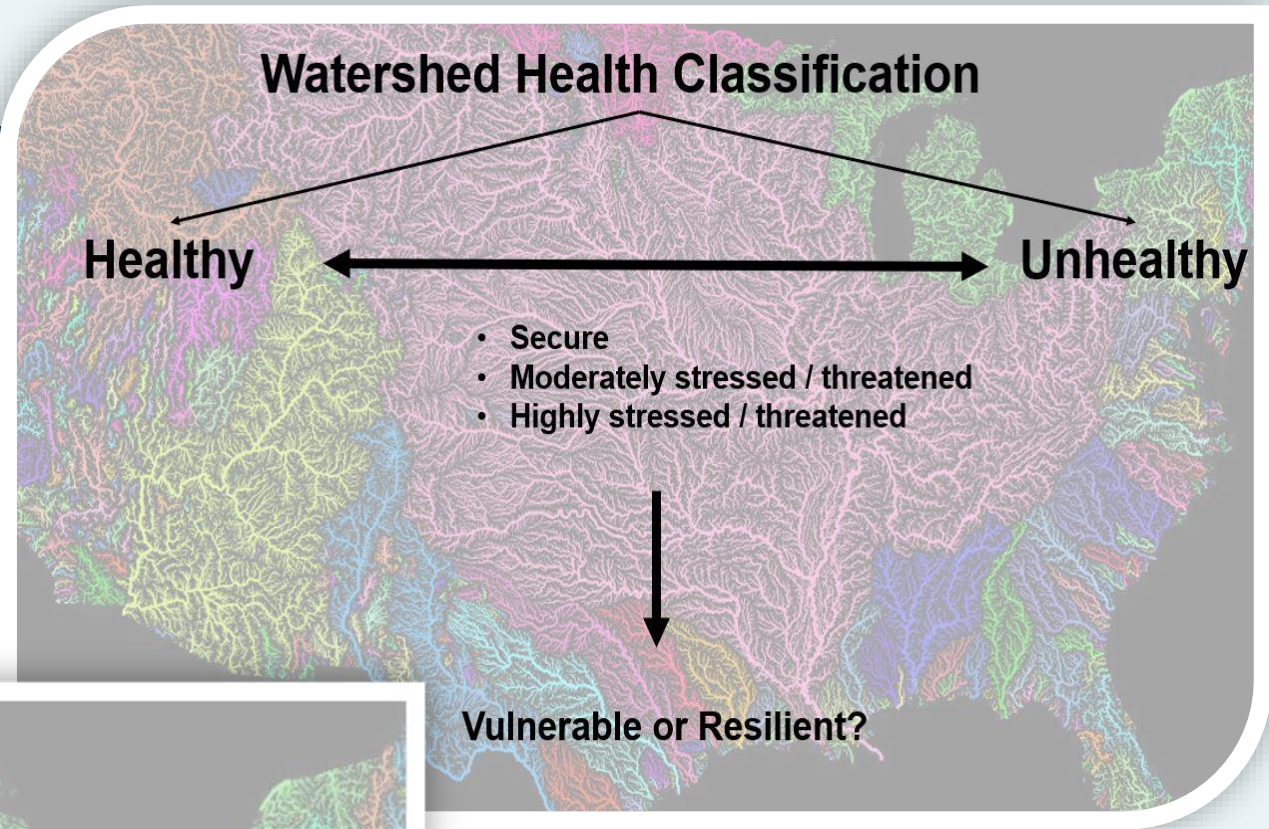 Watershed Health Classification
Healthy
Unhealthy
• Secure
• Moderately stressed / threatened
• Highly stressed / threatened
Vulnerable or Resilient?